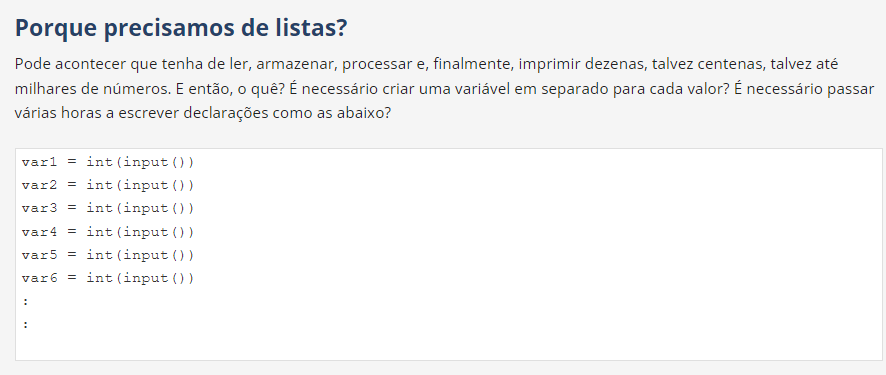 Porque precisamos de listas?
Pode acontecer que tenha de ler, armazenar, processar e, finalmente, imprimir dezenas, talvez centenas, talvez até
milhares de números. E então, o quê? É necessário criar uma variável em separado para cada valor? É necessário passar
várias horas a escrever declarações como as abaixo?
var1 = int(input())
var2 = int(input())
var3 = int(input())
var4 = int(input())
var5 = int(input())
var6 = int(input())
:
: